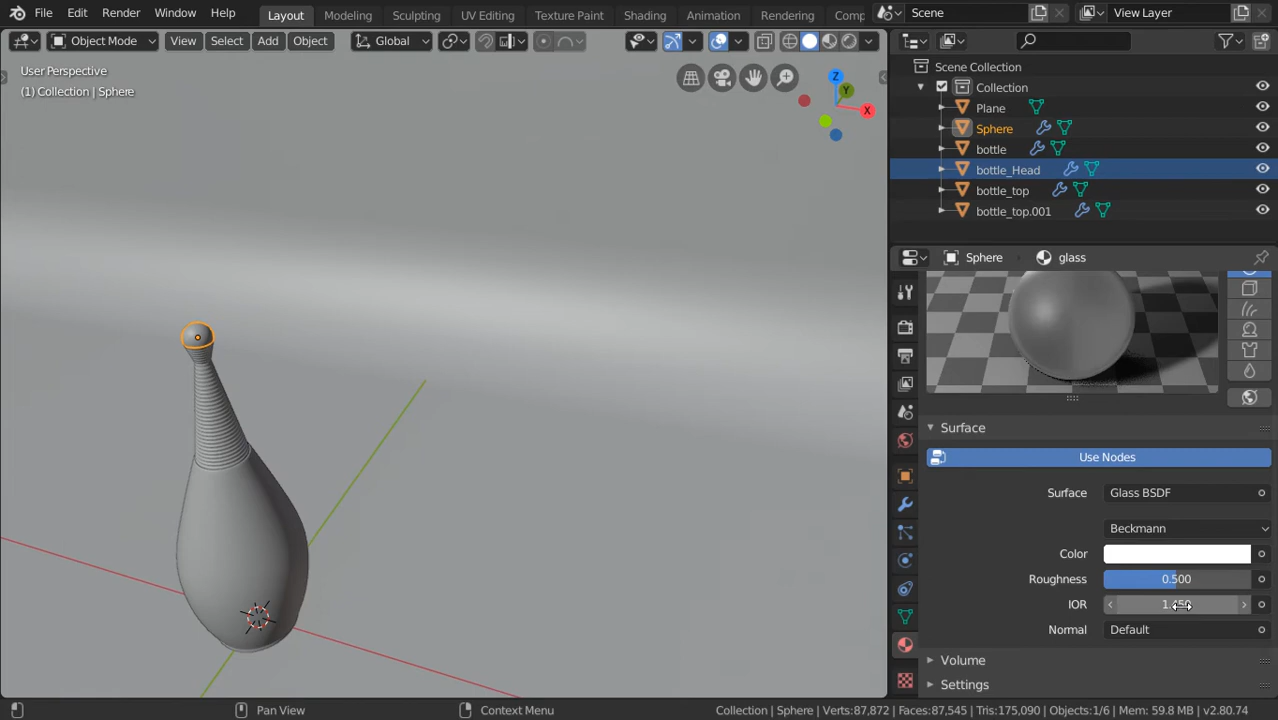 File Edit Render Window Help Layout Modeling Sculpting UV Editing Texture Paint Shading Animation Rendering Scene View Layer
Object Mode View Select Add Object Global
User Perspective
(1) Collection | Sphere
Z
Y
X
Scene Collection
Collection
Plane
Sphere
bottle
bottle_Head
bottle_top
bottle_top.001
Sphere glass
Surface
Use Nodes
Surface Glass BSDF
Beckmann
Color
Roughness 0.500
IOR
Normal Default
Volume
Settings
Pan View Context Menu Collection | Sphere | Verts:87,872 | Faces:87,545 | Tris:175,090 | Objects:1/6 | Mem: 59.8 MB | v2.80.74